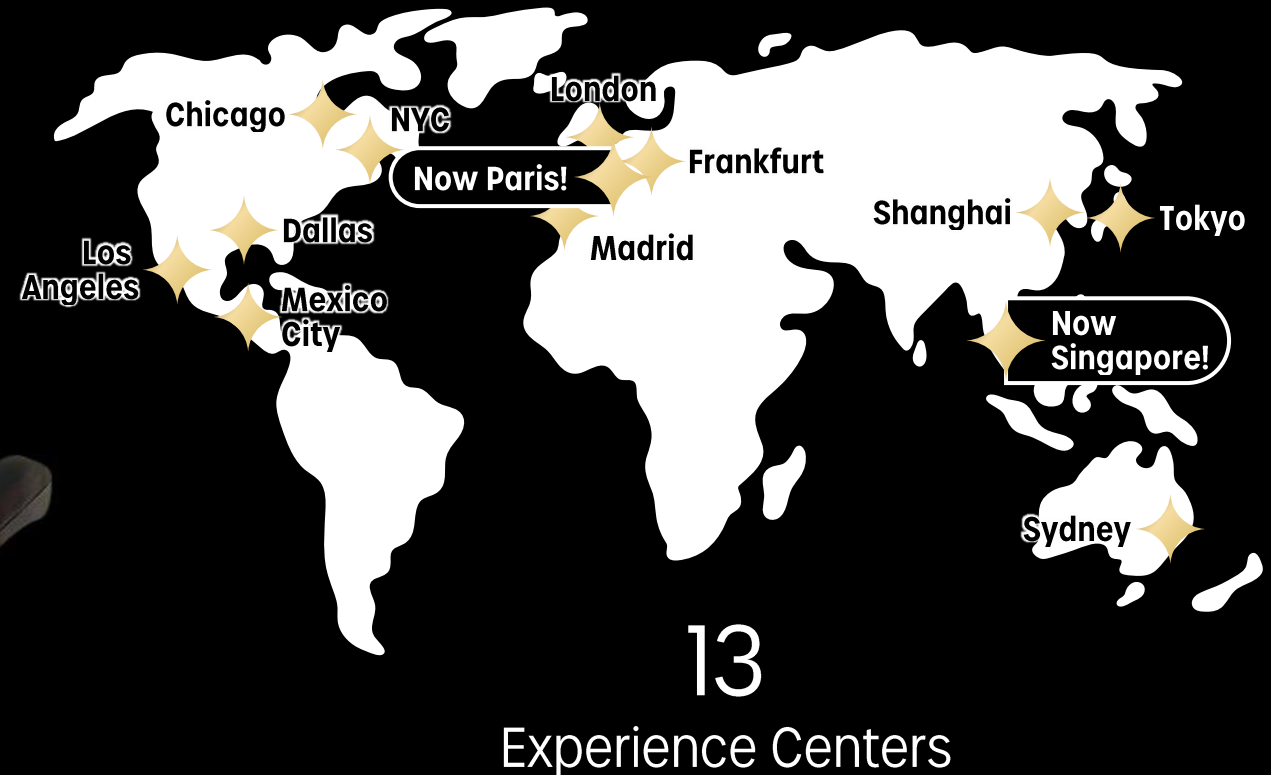 London
Chicago
NYC
Now Paris!
Frankfurt
Shanghai
Tokyo
Dallas
Madrid
Los
Angeles
Mexico
City
Now
Singapore!
Sydney
13
Experience Centers